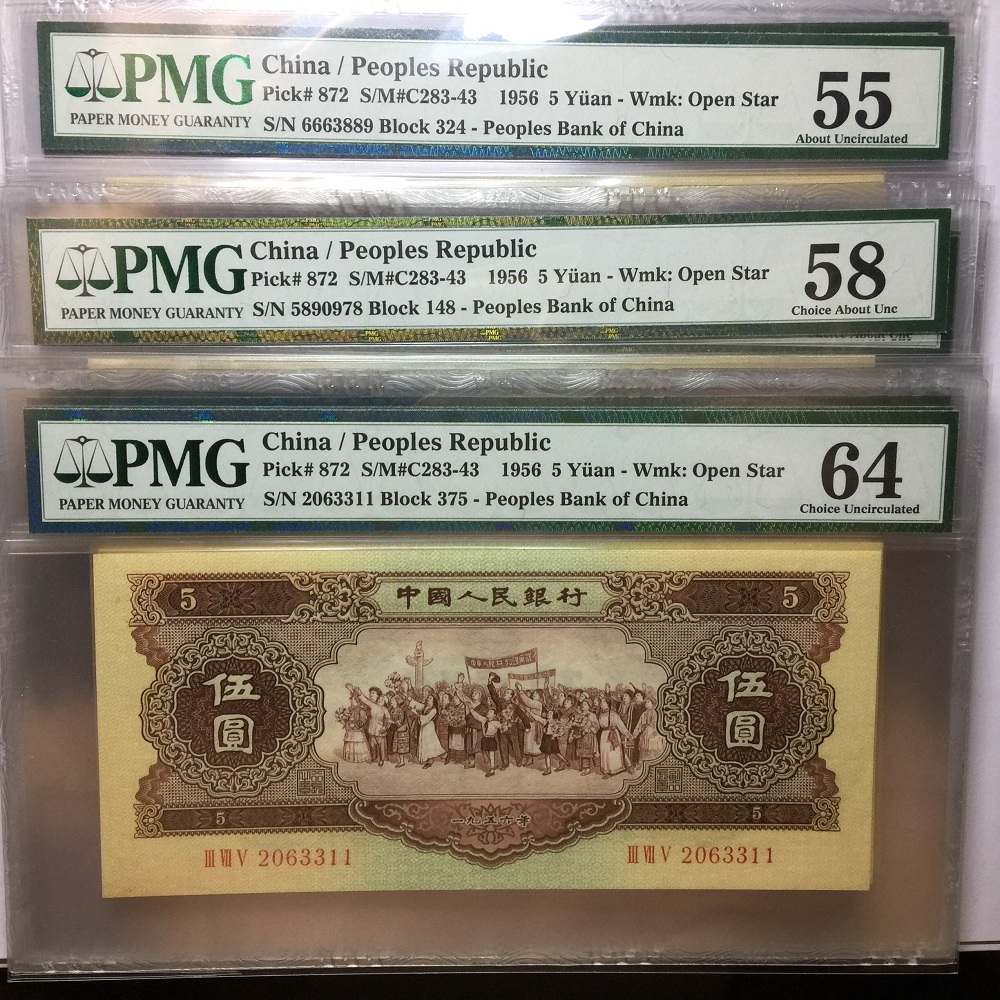 PMG
PAPER MONEY GUARANTY
China / Peoples Republic
Pick# 872 S/M#C283-43 1956 5 Yüan - Wmk: Open Star
S/N 6663889 Block 324 - Peoples Bank of China
55
About Uncirculated
PMG
PAPER MONEY GUARANTY
China / Peoples Republic
Pick# 872 S/M#C283-43 1956 5 Yüan - Wmk: Open Star
S/N 5890978 Block 148 - Peoples Bank of China
58
Choice About Unc
PMG
PAPER MONEY GUARANTY
China / Peoples Republic
Pick# 872 S/M#C283-43 1956 5 Yüan - Wmk: Open Star
S/N 2063311 Block 375 - Peoples Bank of China
64
Choice Uncirculated
5 中國人民銀行 5
伍圓 伍圓
5 一九五六年 5
III VII V 2063311 III VII V 2063311